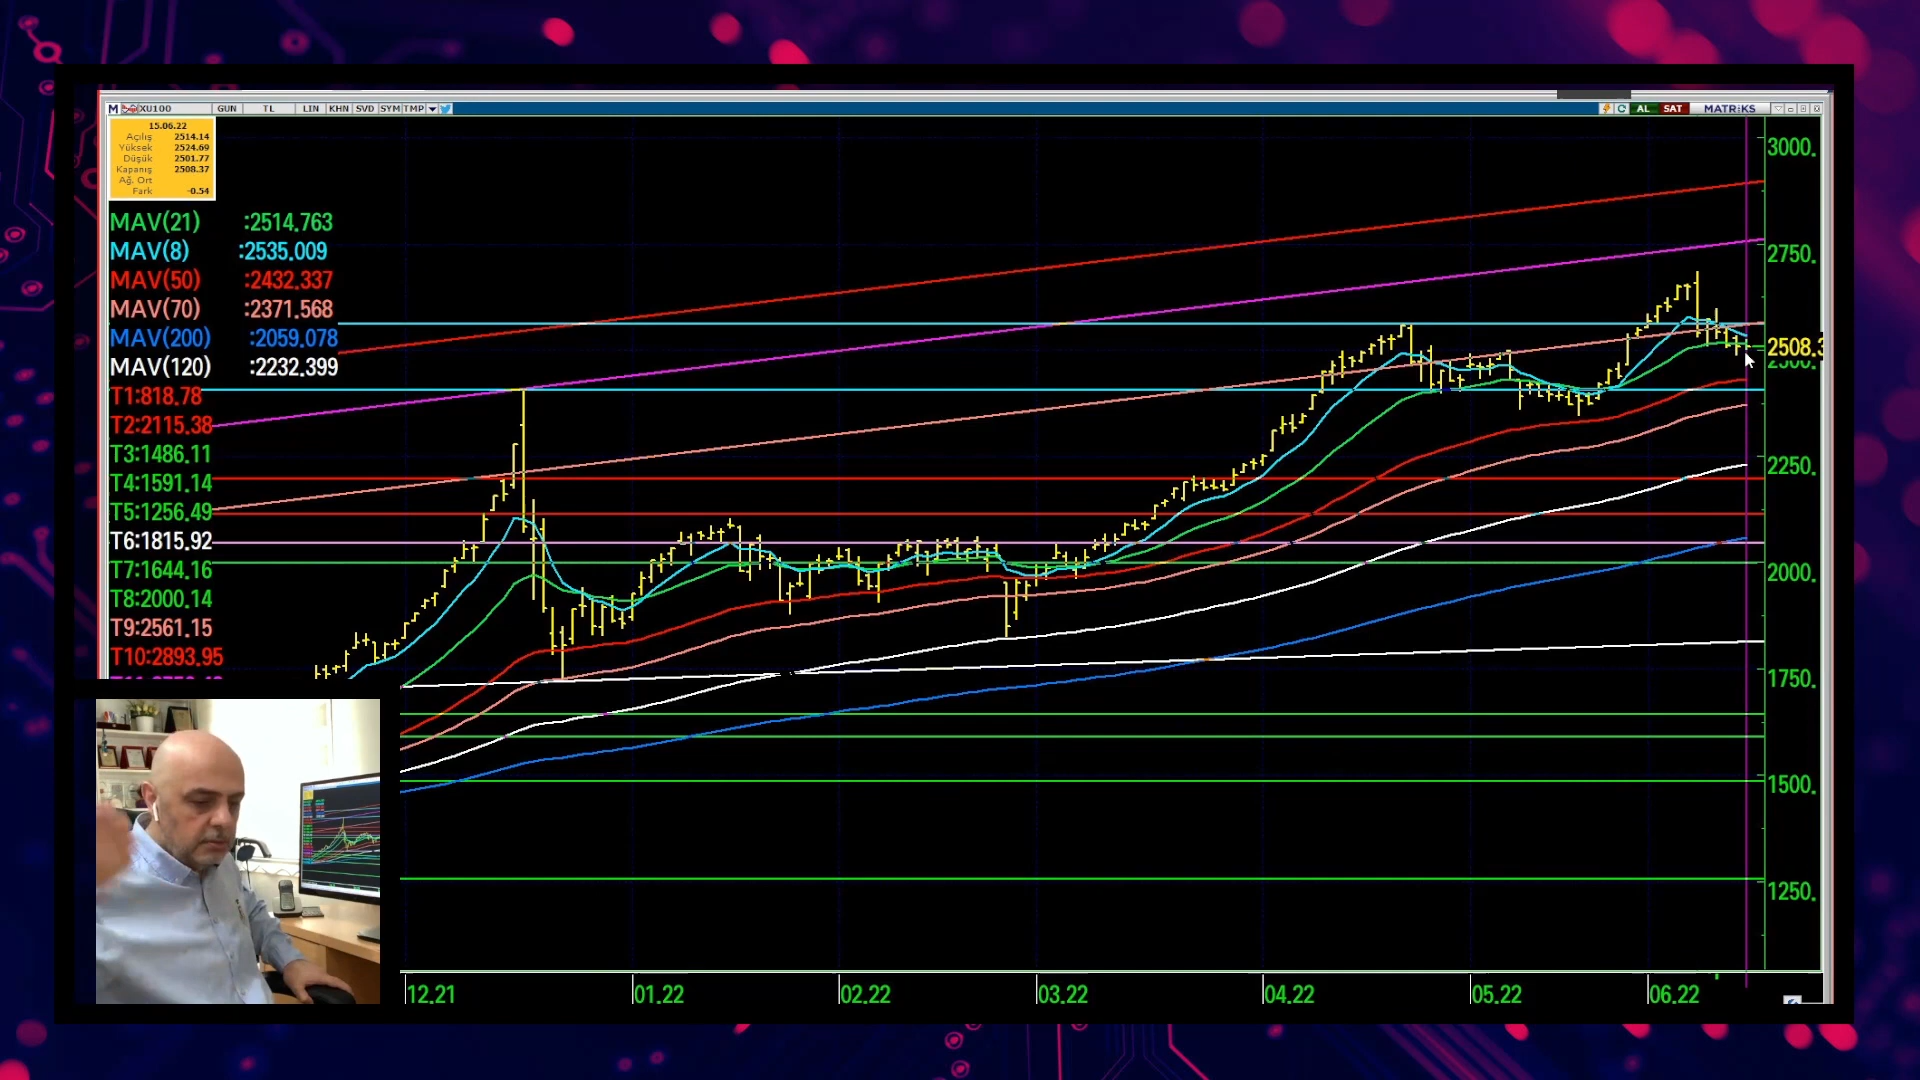 M XU100 GUN TL LIN KHN SVD SYM TMP AL SAT MATRİKS
15.06.22
Açılış 2514.14
Yüksek 2524.69
Düşük 2501.77
Kapanış 2508.37
Ağ. Ort
Fark -0.54
MAV(21) :2514.763
MAV(8) :2535.009
MAV(50) :2432.337
MAV(70) :2371.568
MAV(200) :2059.078
MAV(120) :2232.399
T1:818.78
T2:2115.38
T3:1486.11
T4:1591.14
T5:1256.49
T6:1815.92
T7:1644.16
T8:2000.14
T9:2561.15
T10:2893.95
3000.
2750.
2508.3
2500.
2250.
2000.
1750.
1500.
1250.
12.21 01.22 02.22 03.22 04.22 05.22 06.22